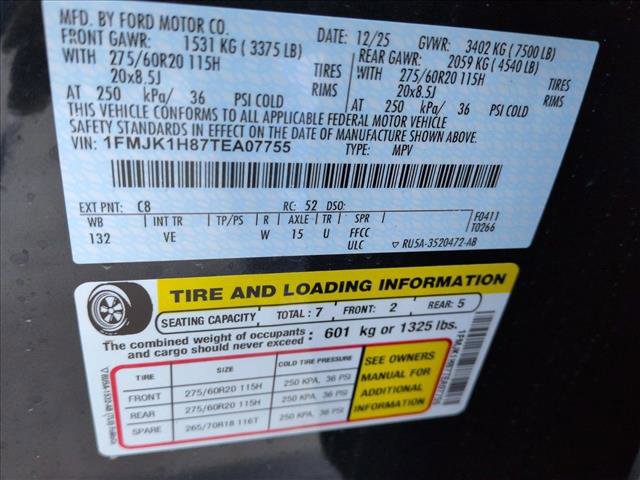 MFD. BY FORD MOTOR CO. 12/25 GVWR: 3402 KG (7500 LB)
FRONT GAWR: 1531 KG (3375 LB) REAR GAWR: 2059 KG (4540 LB)
WITH 275/60R20 115H TIRES WITH 275/60R20 115H TIRES
20x8.5J RIMS 20x8.5J RIMS
AT 250 kPa/ 36 PSI COLD AT 250 kPa/ 36 PSI COLD
THIS VEHICLE CONFORMS TO ALL APPLICABLE FEDERAL MOTOR VEHICLE
SAFETY STANDARDS IN EFFECT ON THE DATE OF MANUFACTURE SHOWN ABOVE.
VIN: 1FMJK1H87TEA07755 TYPE: MPV
EXT PNT: C8 RC: 52 DSO: F0411
WB INT TR TP/PS R AXLE TR SPR T0266
132 VE W 15 U FFCC
ULC ▽ RU5A-3520472-AB
TIRE AND LOADING INFORMATION
SEATING CAPACITY TOTAL: 7 FRONT: 2 REAR: 5
The combined weight of occupants and cargo should never exceed: 601 kg or 1325 lbs.
TIRE SIZE COLD TIRE PRESSURE
FRONT 275/60R20 115H 250 KPA, 36 PSI
REAR 275/60R20 115H 250 KPA, 36 PSI
SPARE 265/70R18 116T 250 KPA, 36 PSI
SEE OWNERS
MANUAL FOR
ADDITIONAL
INFORMATION